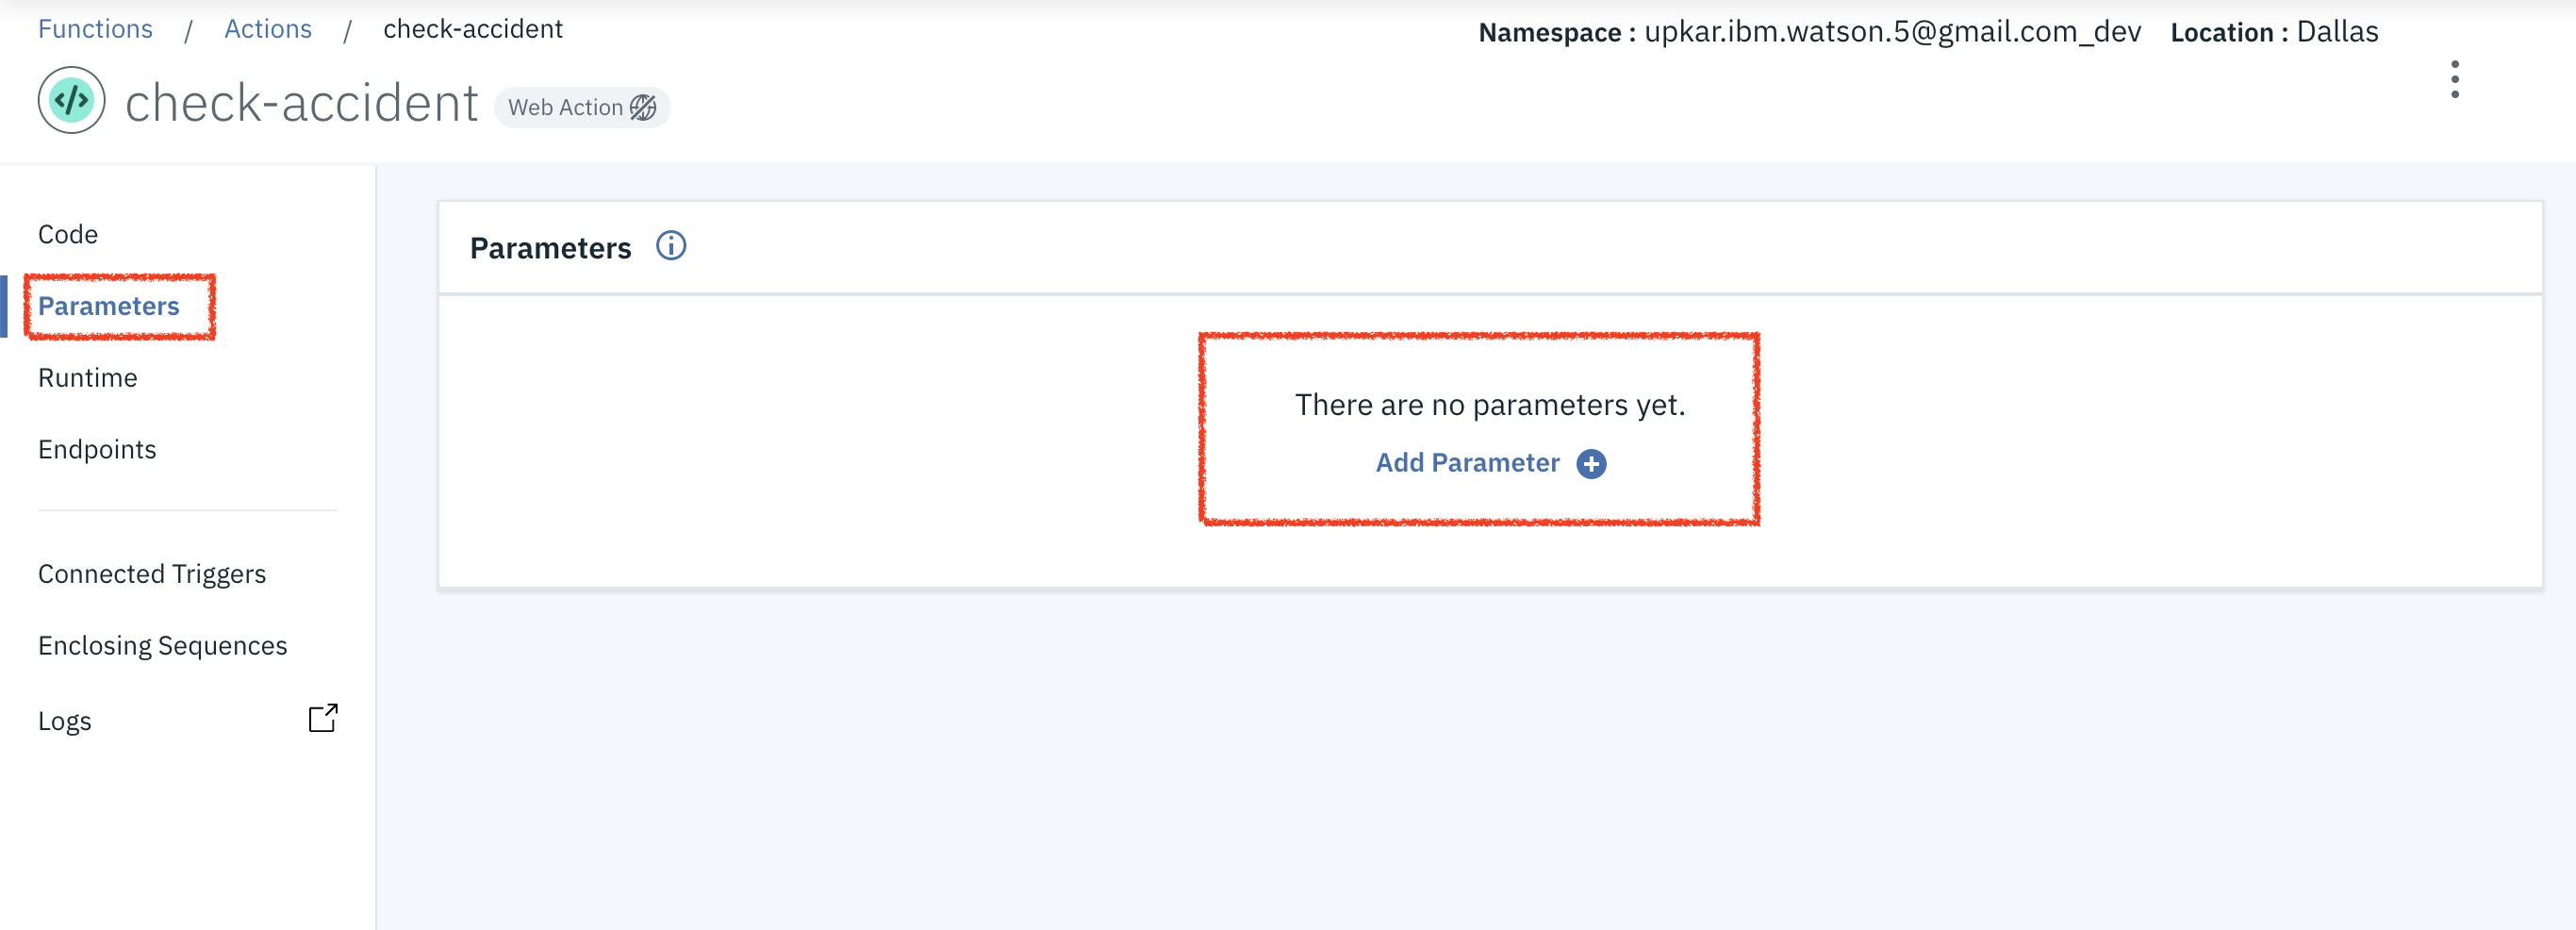 Functions / Actions / check-accident
Namespace : upkar.ibm.watson.5@gmail.com_dev Location : Dallas
</> check-accident Web Action
Code
Parameters
Runtime
Endpoints
Connected Triggers
Enclosing Sequences
Logs
Parameters
There are no parameters yet.
Add Parameter